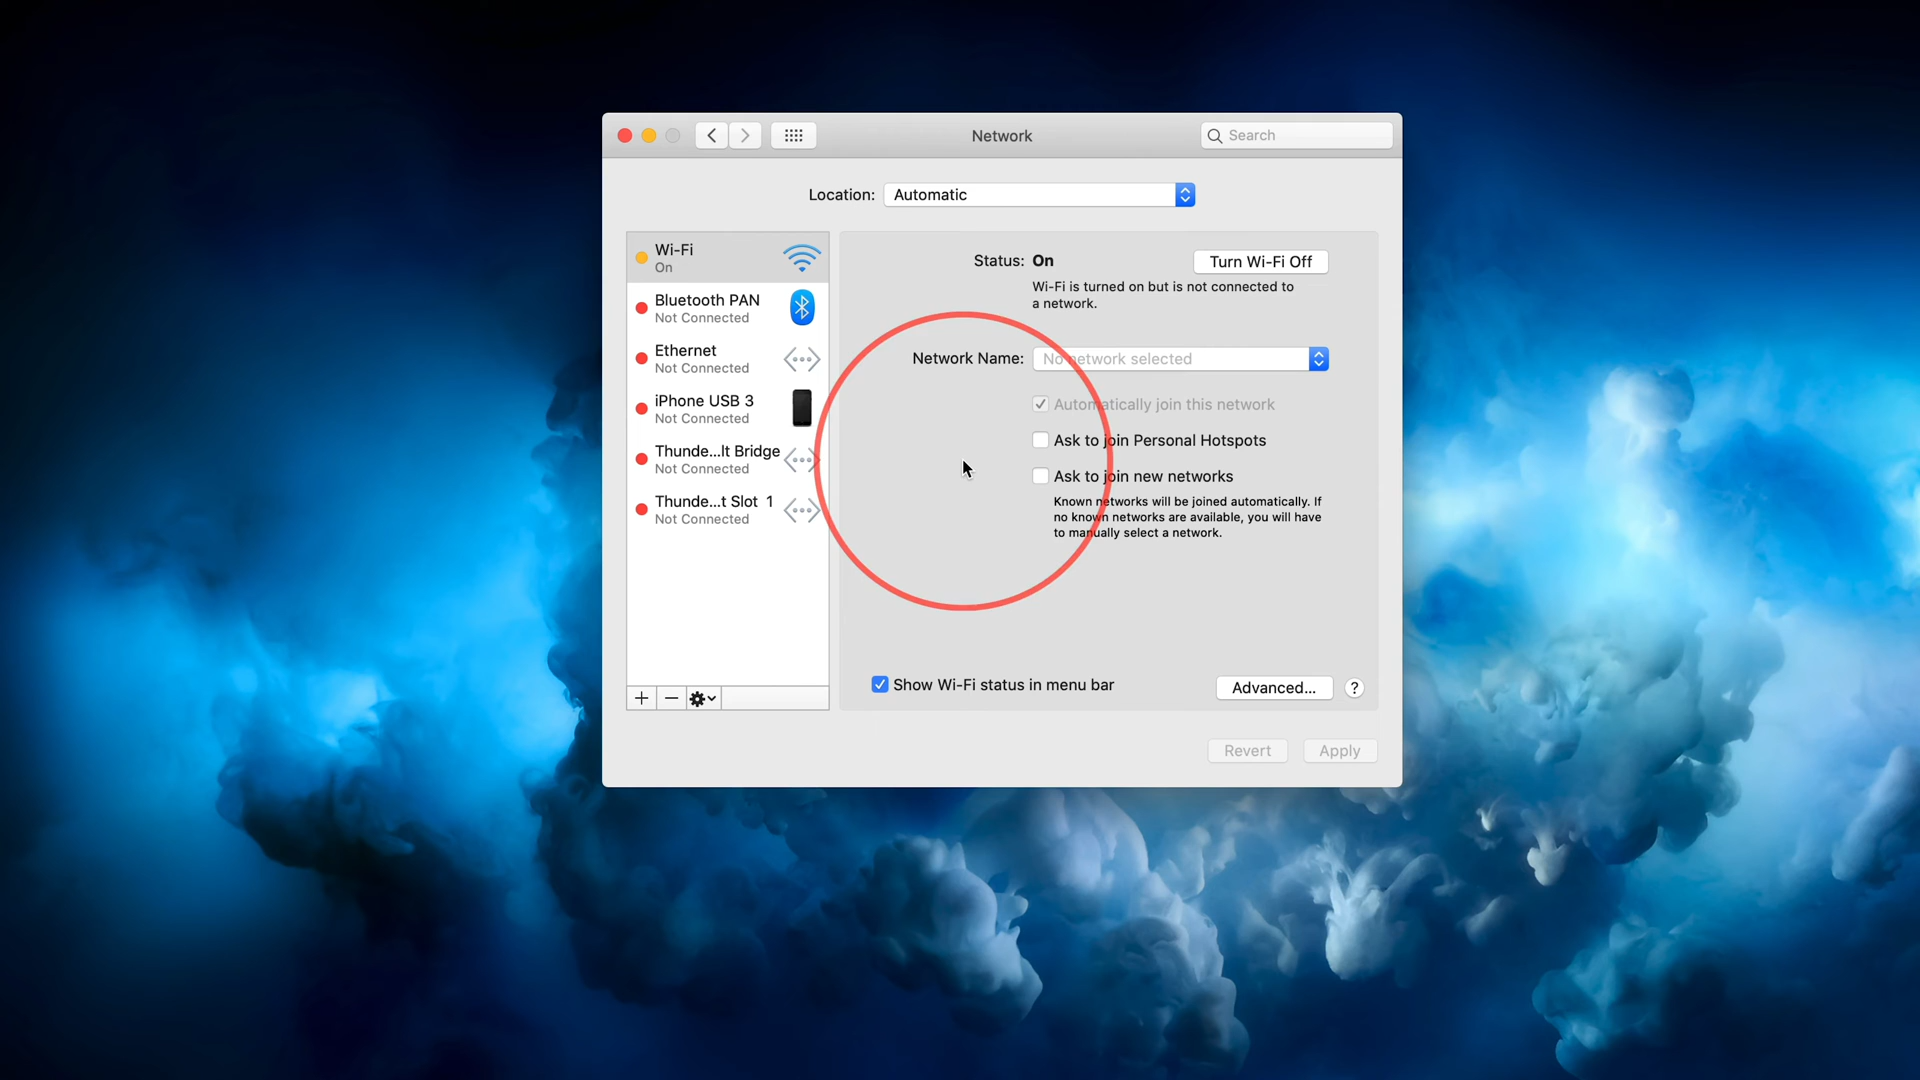 Network
Search
Location: Automatic
Wi-Fi
On
Bluetooth PAN
Not Connected
Ethernet
Not Connected
iPhone USB 3
Not Connected
Thunde...lt Bridge
Not Connected
Thunde...t Slot 1
Not Connected
Status: On
Turn Wi-Fi Off
Wi-Fi is turned on but is not connected to
a network.
Network Name: No network selected
Automatically join this network
Ask to join Personal Hotspots
Ask to join new networks
Known networks will be joined automatically. If
no known networks are available, you will have
to manually select a network.
Show Wi-Fi status in menu bar
Advanced...
?
Revert
Apply